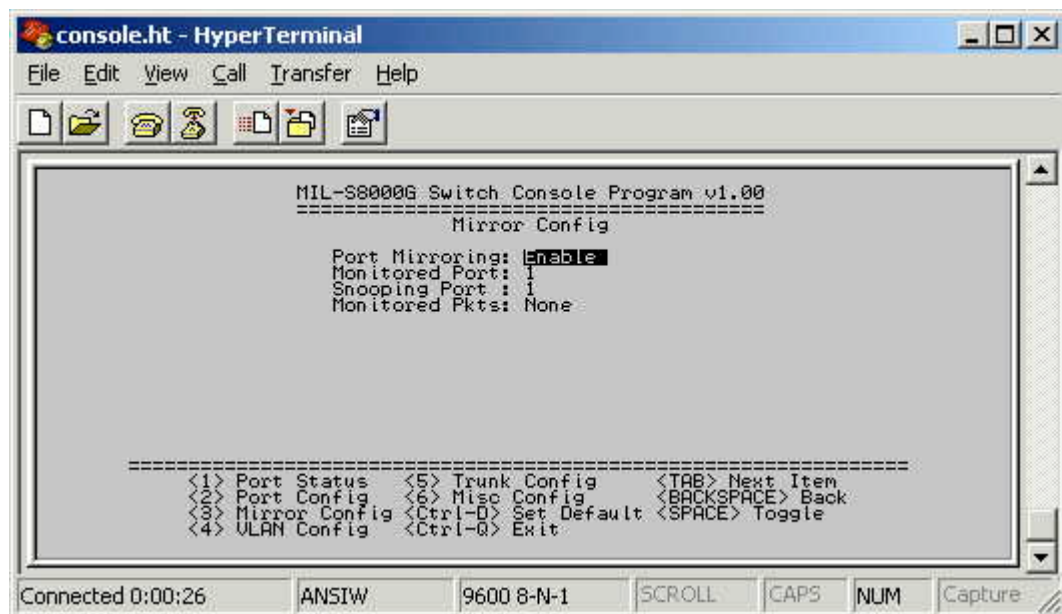 console.ht - HyperTerminal
File Edit View Call Transfer Help
MIL-S8000G Switch Console Program v1.00
=======================================
Mirror Config
Port Mirroring: Enable
Monitored Port: 1
Snooping Port : 1
Monitored Pkts: None
=================================================================
<1> Port Status <5> Trunk Config <TAB> Next Item
<2> Port Config <6> Misc Config <BACKSPACE> Back
<3> Mirror Config <Ctrl-D> Set Default <SPACE> Toggle
<4> VLAN Config <Ctrl-Q> Exit
Connected 0:00:26 ANSIW 9600 8-N-1 SCROLL CAPS NUM Capture